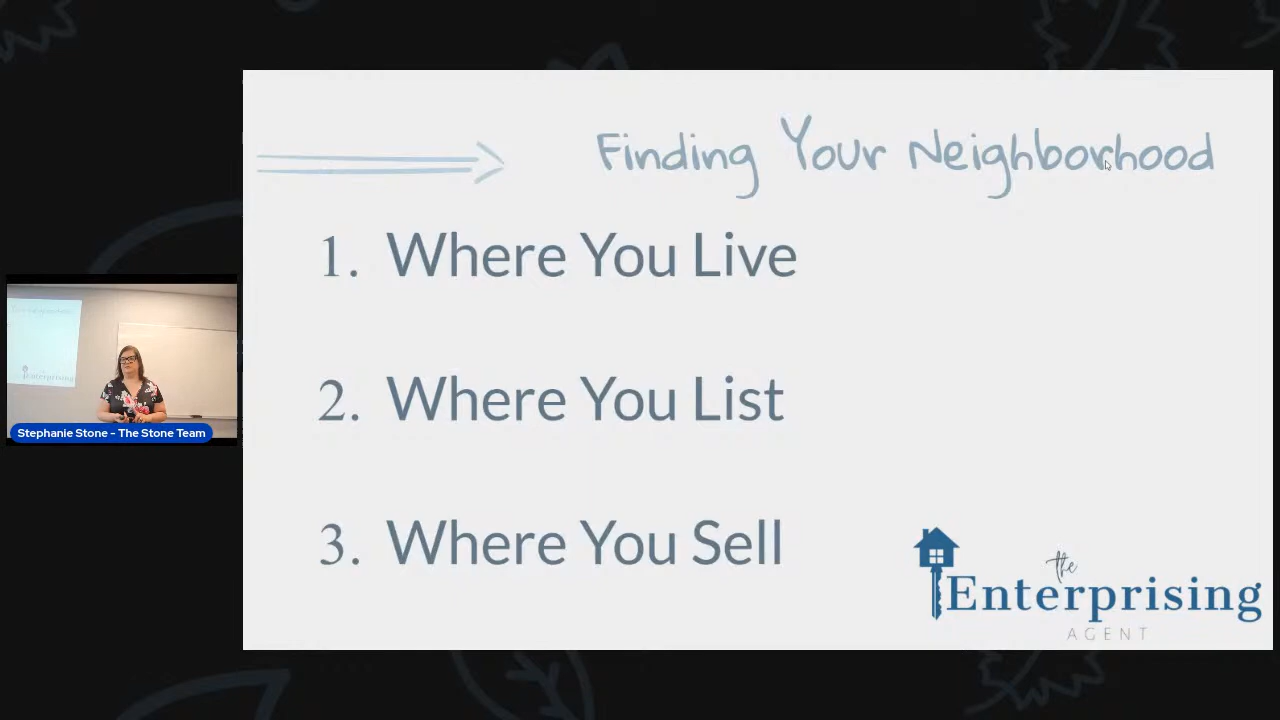 Finding Your Neighborhood
1. Where You Live
2. Where You List
3. Where You Sell
the
Enterprising
AGENT
Enterprising
Stephanie Stone - The Stone Team